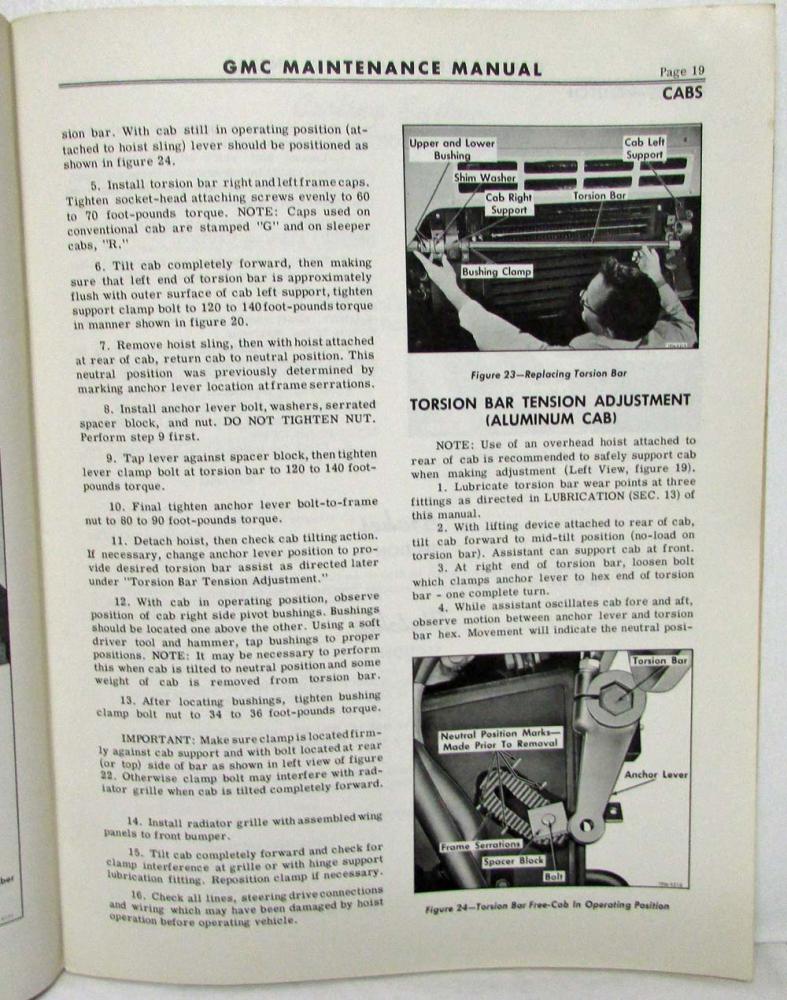 GMC MAINTENANCE MANUAL
Page 19
CABS
sion bar. With cab still in operating position (at-
tached to hoist sling) lever should be positioned as
shown in figure 24.
5. Install torsion bar right and left frame caps.
Tighten socket-head attaching screws evenly to 60
to 70 foot-pounds torque. NOTE: Caps used on
conventional cab are stamped "G" and on sleeper
cabs, "R."
6. Tilt cab completely forward, then making
sure that left end of torsion bar is approximately
flush with outer surface of cab left support, tighten
support clamp bolt to 120 to 140 foot-pounds torque
in manner shown in figure 20.
7. Remove hoist sling, then with hoist attached
at rear of cab, return cab to neutral position. This
neutral position was previously determined by
marking anchor lever location at frame serrations.
8. Install anchor lever bolt, washers, serrated
spacer block, and nut. DO NOT TIGHTEN NUT.
Perform step 9 first.
9. Tap lever against spacer block, then tighten
lever clamp bolt at torsion bar to 120 to 140 foot-
pounds torque.
10. Final tighten anchor lever bolt-to-frame
nut to 80 to 90 foot-pounds torque.
11. Detach hoist, then check cab tilting action.
If necessary, change anchor lever position to pro-
vide desired torsion bar assist as directed later
under "Torsion Bar Tension Adjustment."
12. With cab in operating position, observe
position of cab right side pivot bushings. Bushings
should be located one above the other. Using a soft
driver tool and hammer, tap bushings to proper
positions. NOTE: It may be necessary to perform
this when cab is tilted to neutral position and some
weight of cab is removed from torsion bar.
13. After locating bushings, tighten bushing
clamp bolt nut to 34 to 36 foot-pounds torque.
IMPORTANT: Make sure clamp is located firm-
ly against cab support and with bolt located at rear
(or top) side of bar as shown in left view of figure
22. Otherwise clamp bolt may interfere with rad-
iator grille when cab is tilted completely forward.
14. Install radiator grille with assembled wing
panels to front bumper.
15. Tilt cab completely forward and check for
clamp interference at grille or with hinge support
lubrication fitting. Reposition clamp if necessary.
16. Check all lines, steering drive connections
and wiring which may have been damaged by hoist
operation before operating vehicle.
Upper and Lower
Bushing
Cab Left
Support
Shim Washer
Cab Right
Support
Torsion Bar
Bushing Clamp
Figure 23—Replacing Torsion Bar
TORSION BAR TENSION ADJUSTMENT
(ALUMINUM CAB)
NOTE: Use of an overhead hoist attached to
rear of cab is recommended to safely support cab
when making adjustment (Left View, figure 19).
1. Lubricate torsion bar wear points at three
fittings as directed in LUBRICATION (SEC. 13) of
this manual.
2. With lifting device attached to rear of cab,
tilt cab forward to mid-tilt position (no-load on
torsion bar). Assistant can support cab at front.
3. At right end of torsion bar, loosen bolt
which clamps anchor lever to hex end of torsion
bar - one complete turn.
4. While assistant oscillates cab fore and aft,
observe motion between anchor lever and torsion
bar hex. Movement will indicate the neutral posi-
Torsion Bar
Neutral Position Marks—
Made Prior To Removal
Anchor Lever
Frame Serrations
Spacer Block
Bolt
Figure 24—Torsion Bar Free-Cab In Operating Position